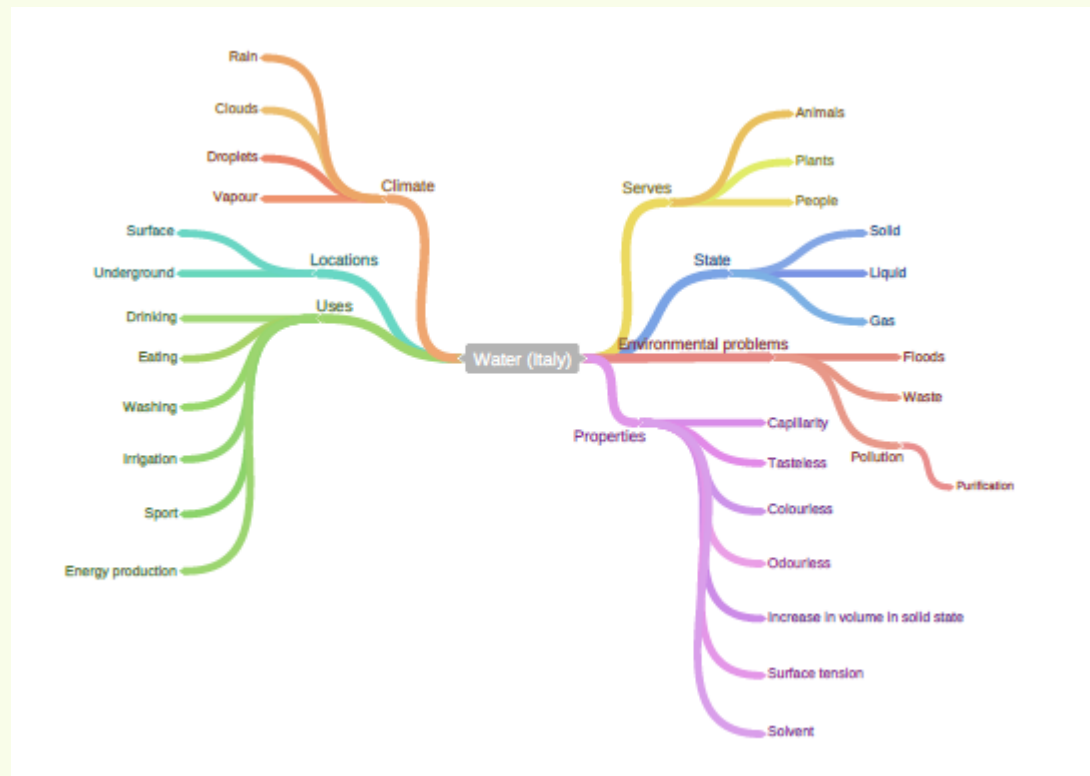 Rain
Clouds
Droplets
Vapour
Climate
Surface
Underground
Locations
Drinking
Eating
Washing
Irrigation
Sport
Energy production
Uses
Water (Italy)
Serves
Animals
Plants
People
State
Solid
Liquid
Gas
Environmental problems
Floods
Waste
Pollution
Purification
Properties
Capillarity
Tasteless
Colourless
Odourless
Increase in volume in solid state
Surface tension
Solvent